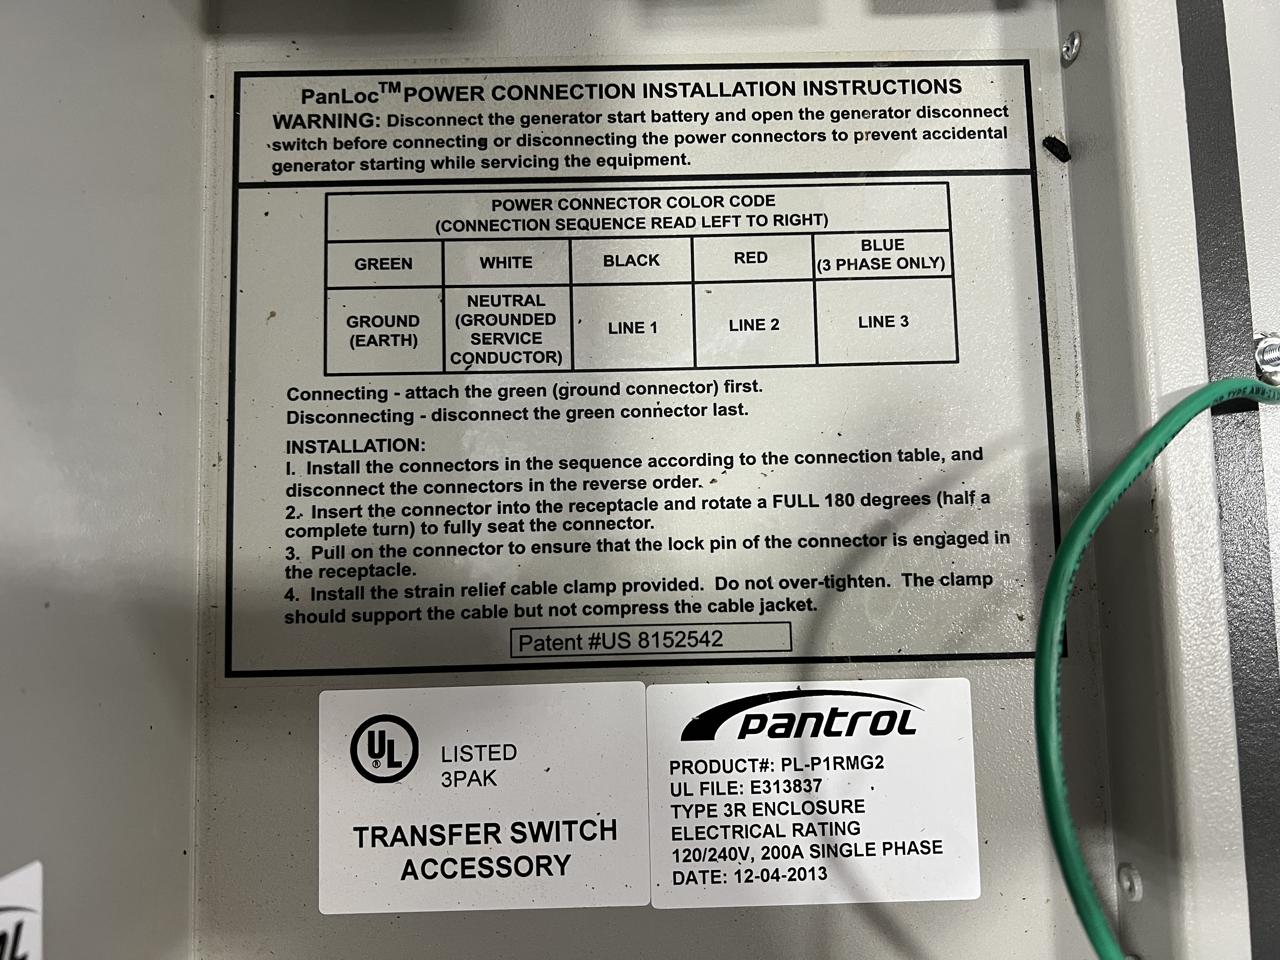 PanLoc™ POWER CONNECTION INSTALLATION INSTRUCTIONS
WARNING: Disconnect the generator start battery and open the generator disconnect
switch before connecting or disconnecting the power connectors to prevent accidental
generator starting while servicing the equipment.
POWER CONNECTOR COLOR CODE
(CONNECTION SEQUENCE READ LEFT TO RIGHT)
GREEN WHITE BLACK RED BLUE (3 PHASE ONLY)
GROUND (EARTH) NEUTRAL (GROUNDED SERVICE CONDUCTOR) LINE 1 LINE 2 LINE 3
Connecting - attach the green (ground connector) first.
Disconnecting - disconnect the green connector last.
INSTALLATION:
I. Install the connectors in the sequence according to the connection table, and
disconnect the connectors in the reverse order.
2. Insert the connector into the receptacle and rotate a FULL 180 degrees (half a
complete turn) to fully seat the connector.
3. Pull on the connector to ensure that the lock pin of the connector is engaged in
the receptacle.
4. Install the strain relief cable clamp provided. Do not over-tighten. The clamp
should support the cable but not compress the cable jacket.
Patent #US 8152542
UL ®
LISTED
3PAK
TRANSFER SWITCH
ACCESSORY
pantrol
PRODUCT#: PL-P1RMG2
UL FILE: E313837
TYPE 3R ENCLOSURE
ELECTRICAL RATING
120/240V, 200A SINGLE PHASE
DATE: 12-04-2013